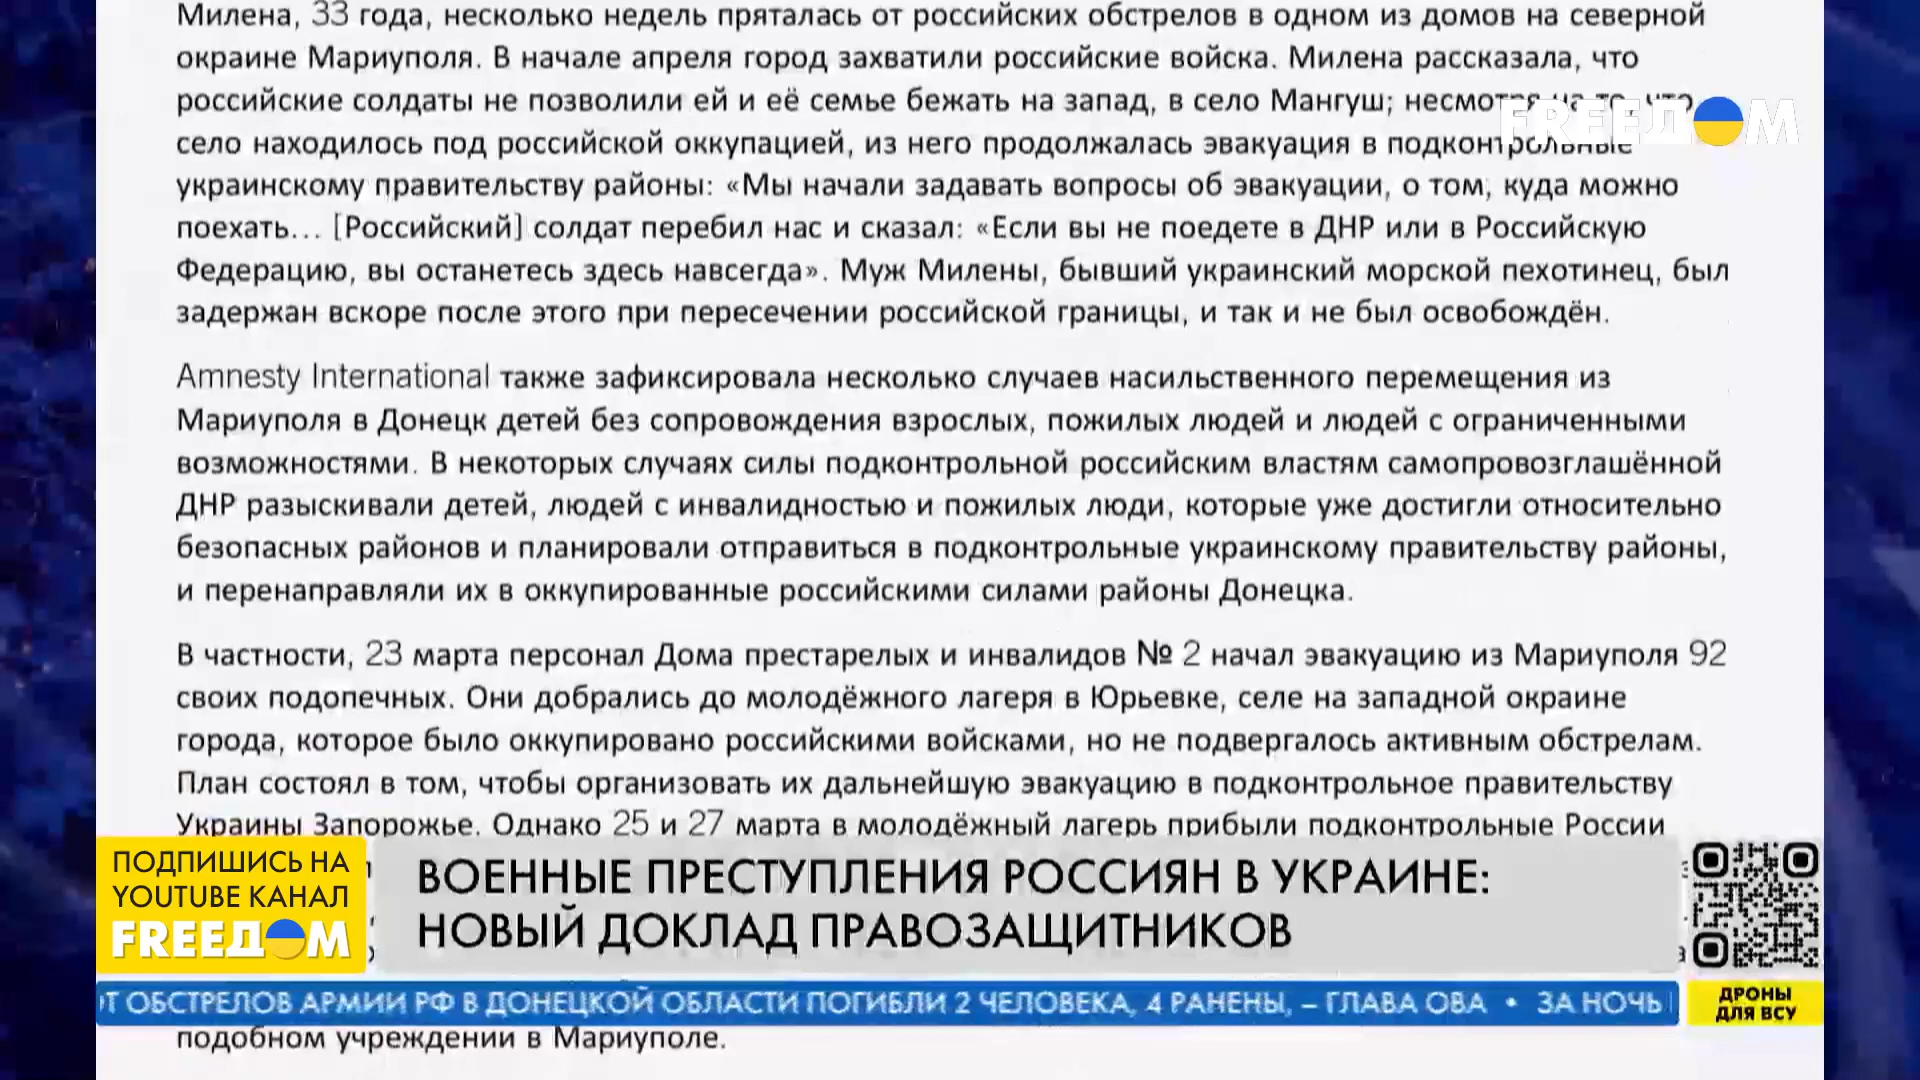 Милена, 33 года, несколько недель пряталась от российских обстрелов в одном из домов на северной
окраине Мариуполя. В начале апреля город захватили российские войска. Милена рассказала, что
российские солдаты не позволили ей и её семье бежать на запад, в село Мангуш; несмотря на то, что
FREEДOM
село находилось под российской оккупацией, из него продолжалась эвакуация в подконтрольные
украинскому правительству районы: «Мы начали задавать вопросы об эвакуации, о том, куда можно
поехать... [Российский] солдат перебил нас и сказал: «Если вы не поедете в ДНР или в Российскую
Федерацию, вы останетесь здесь навсегда». Муж Милены, бывший украинский морской пехотинец, был
задержан вскоре после этого при пересечении российской границы, и так и не был освобождён.
Amnesty International также зафиксировала несколько случаев насильственного перемещения из
Мариуполя в Донецк детей без сопровождения взрослых, пожилых людей и людей с ограниченными
возможностями. В некоторых случаях силы подконтрольной российским властям самопровозглашённой
ДНР разыскивали детей, людей с инвалидностью и пожилых люди, которые уже достигли относительно
безопасных районов и планировали отправиться в подконтрольные украинскому правительству районы,
и перенаправляли их в оккупированные российскими силами районы Донецка.
В частности, 23 марта персонал Дома престарелых и инвалидов № 2 начал эвакуацию из Мариуполя 92
своих подопечных. Они добрались до молодёжного лагеря в Юрьевке, селе на западной окраине
города, которое было оккупировано российскими войсками, но не подвергалось активным обстрелам.
План состоял в том, чтобы организовать их дальнейшую эвакуацию в подконтрольное правительству
Украины Запорожье. Однако 25 и 27 марта в молодёжный лагерь прибыли подконтрольные России
ПОДПИШИСЬ НА
YOUTUBE КАНАЛ
FREEДOM
ВОЕННЫЕ ПРЕСТУПЛЕНИЯ РОССИЯН В УКРАИНЕ:
НОВЫЙ ДОКЛАД ПРАВОЗАЩИТНИКОВ
ОТ ОБСТРЕЛОВ АРМИИ РФ В ДОНЕЦКОЙ ОБЛАСТИ ПОГИБЛИ 2 ЧЕЛОВЕКА, 4 РАНЕНЫ, – ГЛАВА ОВА • ЗА НОЧЬ
ДРОНЫ
ДЛЯ ВСУ
подобном учреждении в Мариуполе.